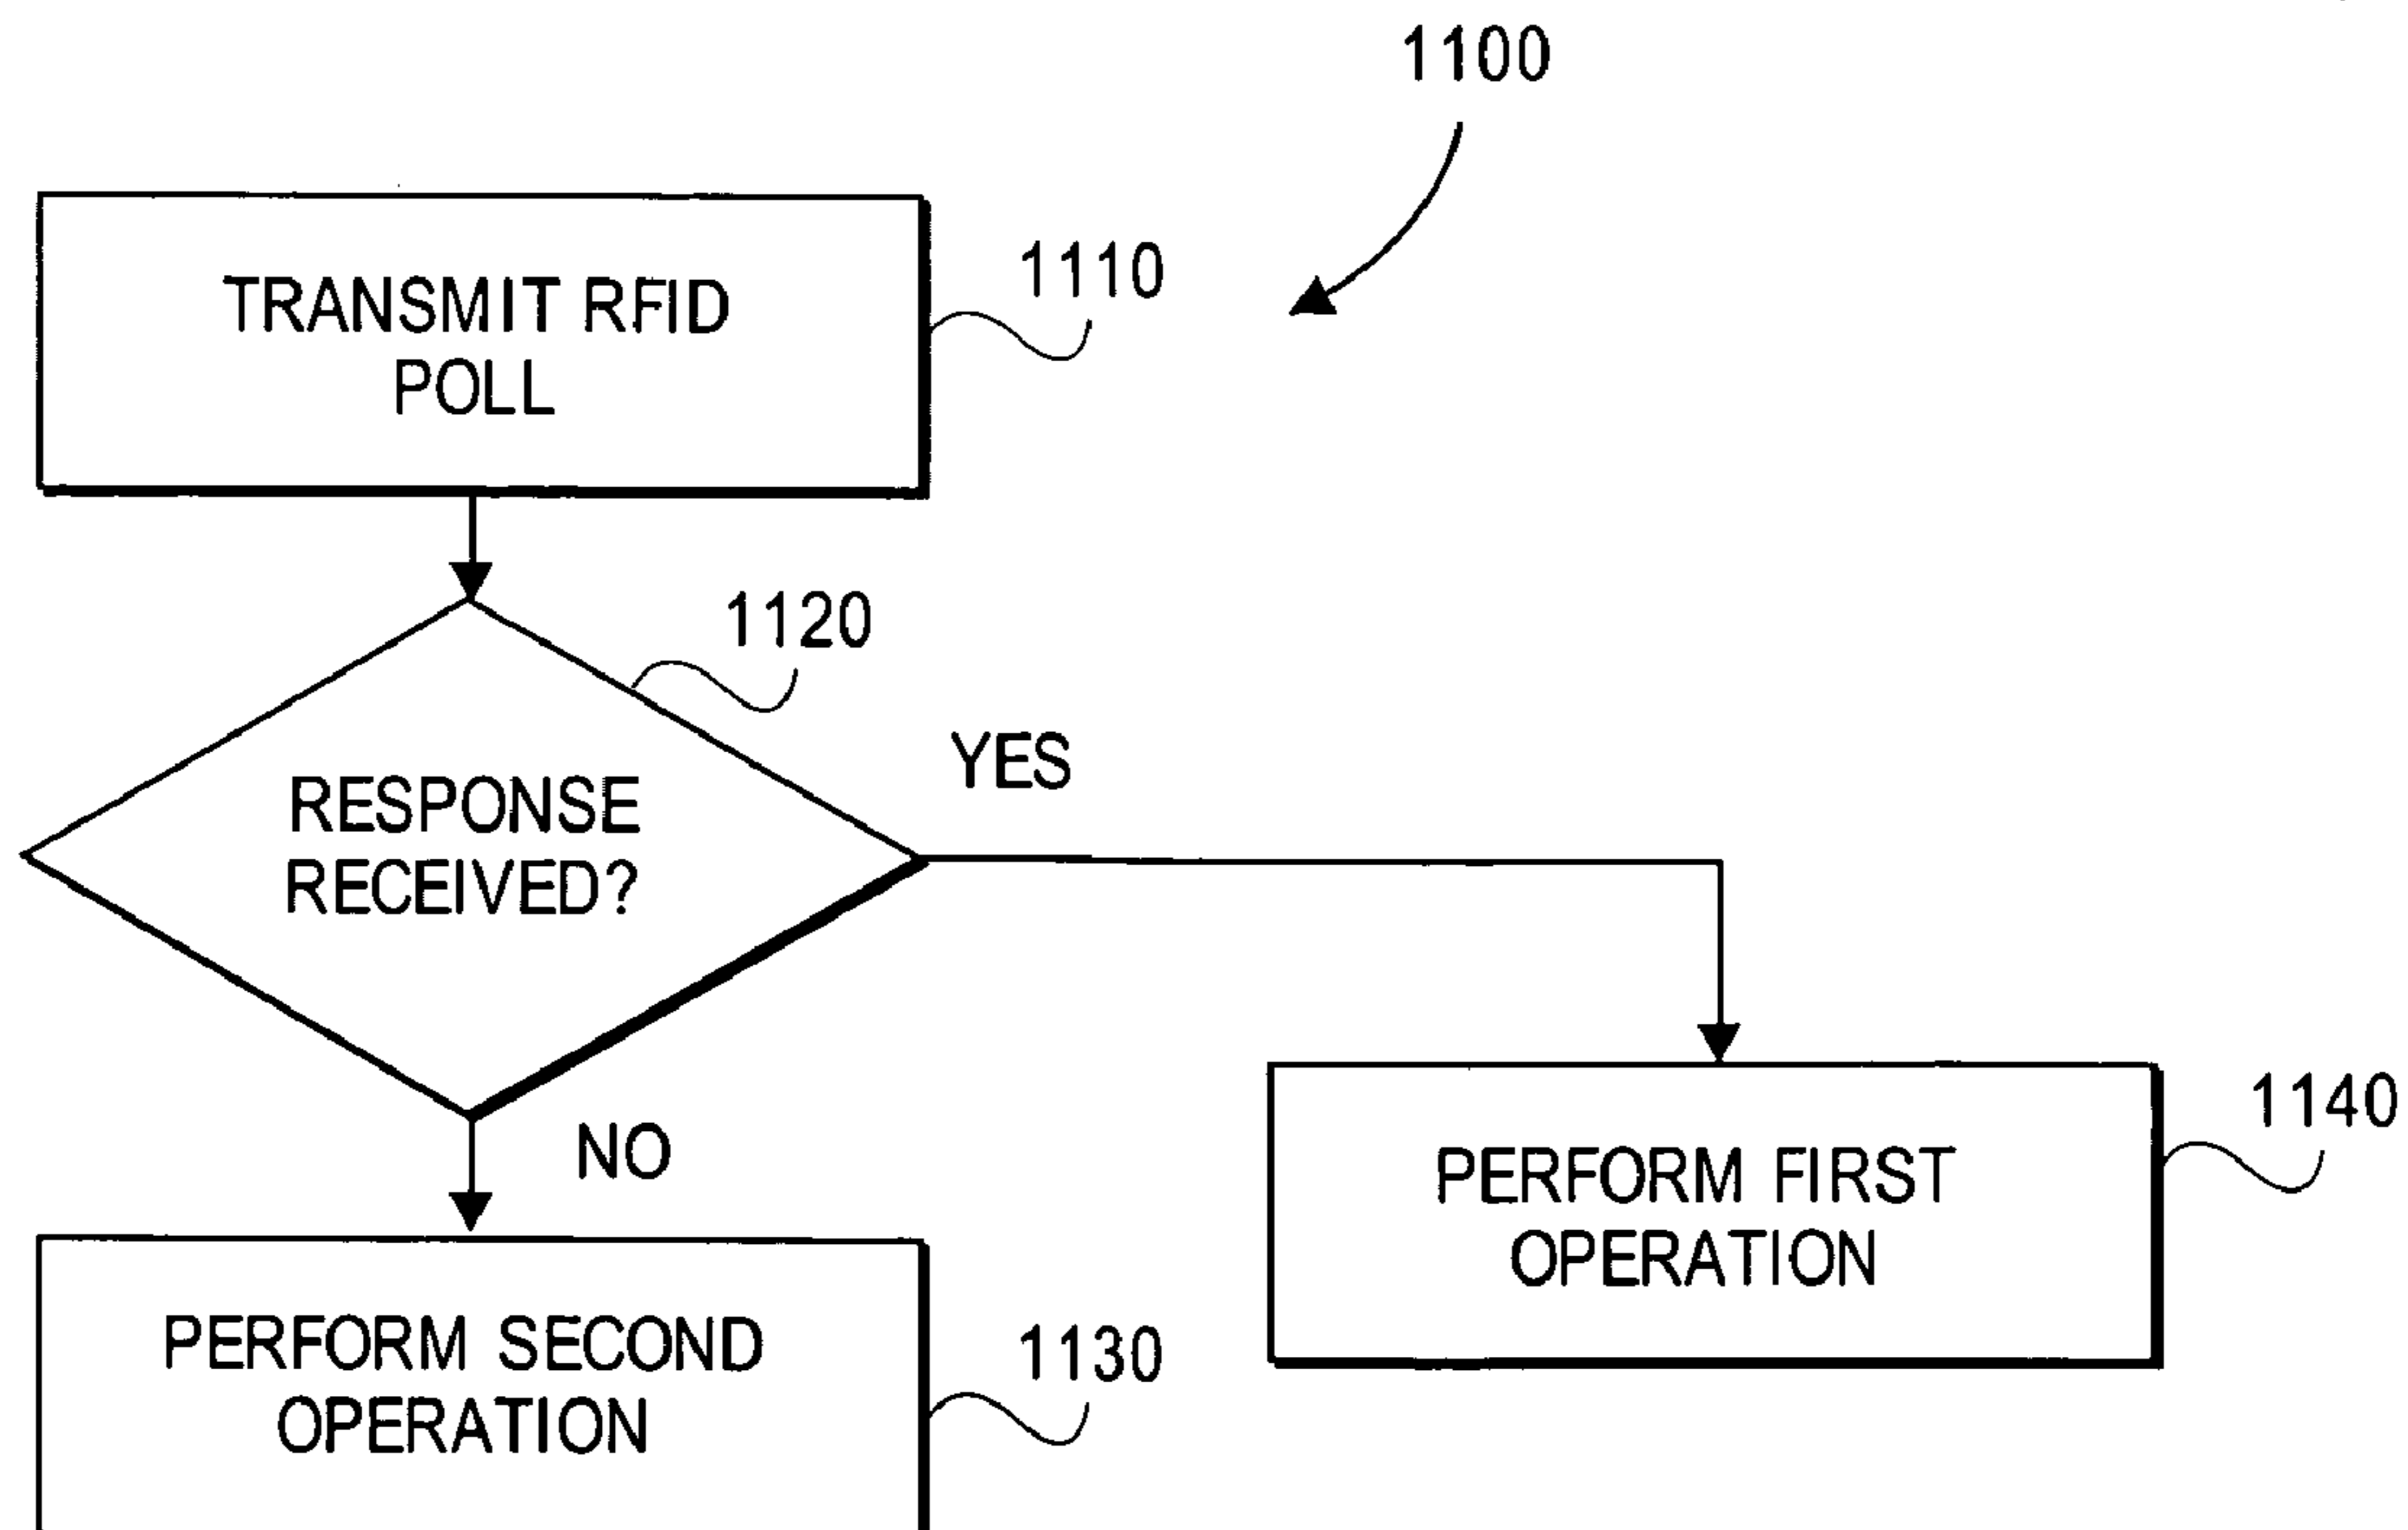 1100
TRANSMIT RFID
POLL
1110
1120
RESPONSE
RECEIVED?
YES
NO
PERFORM FIRST
OPERATION
1140
PERFORM SECOND
OPERATION
1130